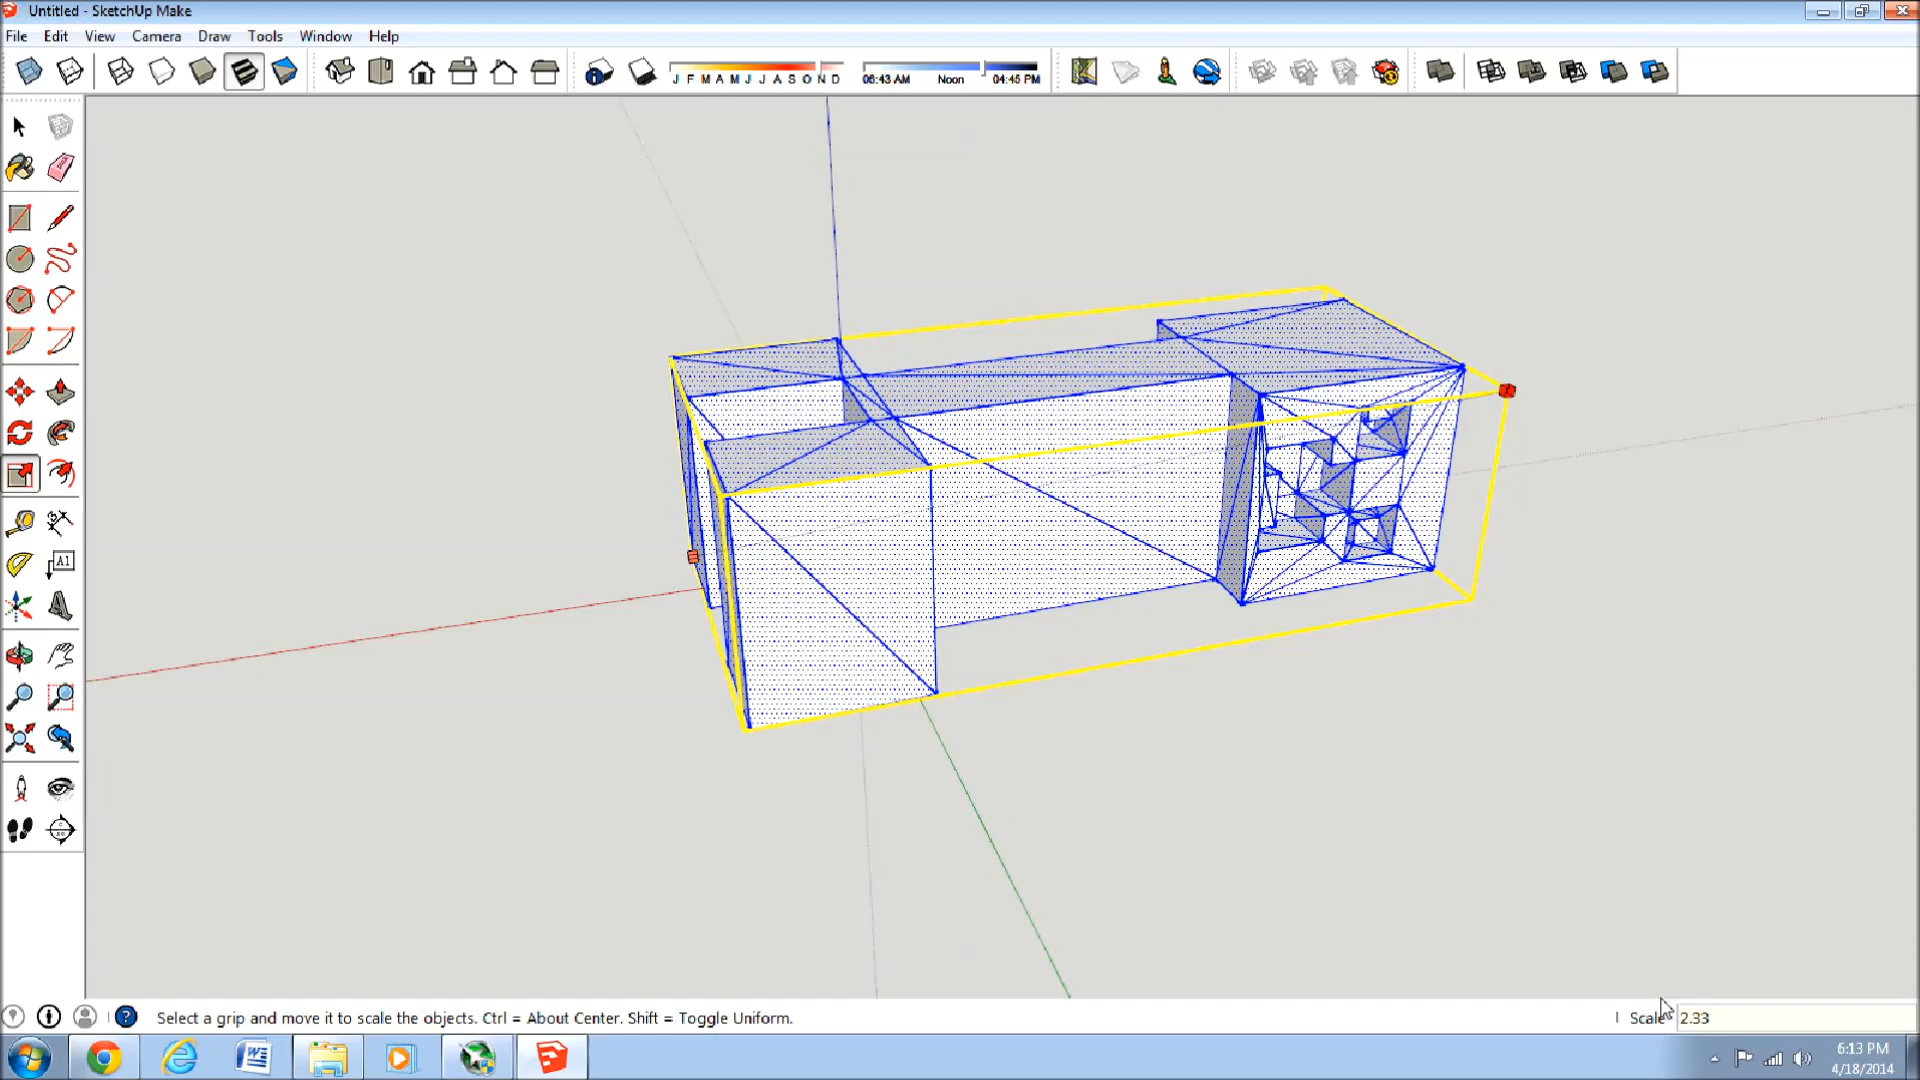 Untitled - SketchUp Make
File Edit View Camera Draw Tools Window Help
J F M A M J J A S O N D 06:43 AM Noon 04:45 PM
A1
Select a grip and move it to scale the objects. Ctrl = About Center. Shift = Toggle Uniform.
Scale 2.33
6:13 PM
4/18/2014